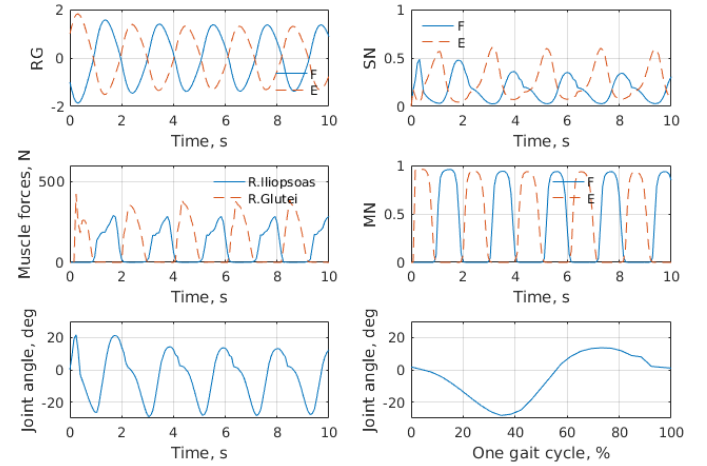 2
0
-2
RG
F
E
0 2 4 6 8 10
Time, s
1
0.5
0
SN
F
E
0 2 4 6 8 10
Time, s
500
0
Muscle forces, N
R.Iliopsoas
R.Glutei
0 2 4 6 8 10
Time, s
1
0.5
0
MN
F
E
0 2 4 6 8 10
Time, s
20
0
-20
Joint angle, deg
0 2 4 6 8 10
Time, s
20
0
-20
Joint angle, deg
0 20 40 60 80 100
One gait cycle, %